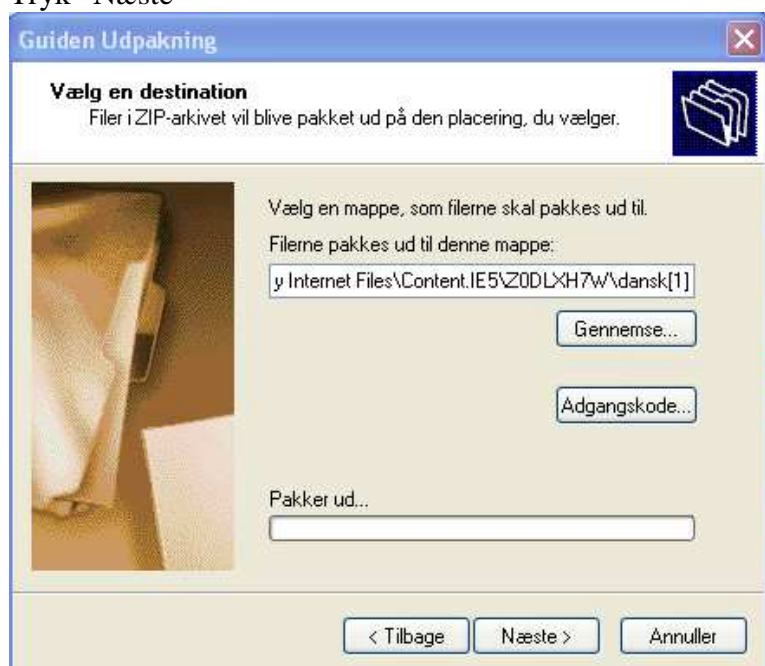 Tryk "Næste"
Guiden Udpakning
Vælg en destination
Filer i ZIP-arkivet vil blive pakket ud på den placering, du vælger.
Vælg en mappe, som filerne skal pakkes ud til.
Filerne pakkes ud til denne mappe:
y Internet Files\Content.IE5\Z0DLXH7W\dansk[1]
Gennemse...
Adgangskode...
Pakker ud...
< Tilbage
Næste >
Annuller